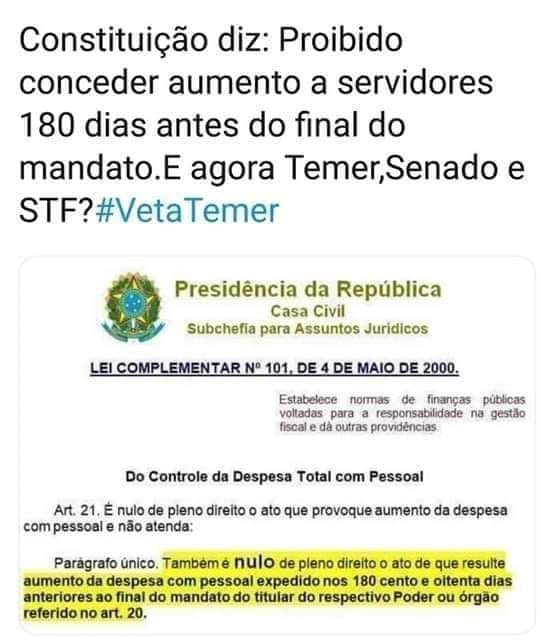 Constituição diz: Proibido
conceder aumento a servidores
180 dias antes do final do
mandato.E agora Temer,Senado e
STF?#VetaTemer
Presidência da República
Casa Civil
Subchefia para Assuntos Jurídicos
LEI COMPLEMENTAR Nº 101, DE 4 DE MAIO DE 2000.
Estabelece normas de finanças públicas
voltadas para a responsabilidade na gestão
fiscal e dá outras providências.
Do Controle da Despesa Total com Pessoal
Art. 21. É nulo de pleno direito o ato que provoque aumento da despesa
com pessoal e não atenda:
Parágrafo único. Também é nulo de pleno direito o ato de que resulte
aumento da despesa com pessoal expedido nos 180 cento e oitenta dias
anteriores ao final do mandato do titular do respectivo Poder ou órgão
referido no art. 20.